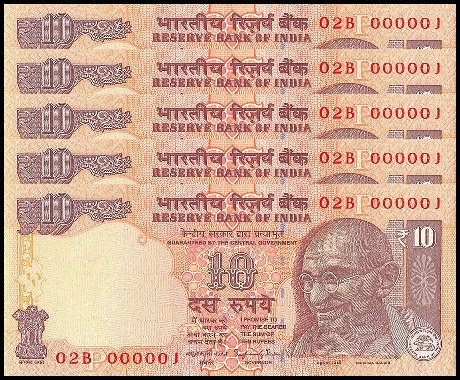 10 भारतीय रिज़र्व बैंक 02B 00000J
RESERVE BANK OF INDIA
10 भारतीय रिज़र्व बैंक 02B 00000J
RESERVE BANK OF INDIA
10 भारतीय रिज़र्व बैंक 02B 00000J
RESERVE BANK OF INDIA
10 भारतीय रिज़र्व बैंक 02B 00000J
RESERVE BANK OF INDIA
10 भारतीय रिज़र्व बैंक 02B 00000J
RESERVE BANK OF INDIA
केन्द्रीय सरकार द्वारा प्रत्याभूत
GUARANTEED BY THE CENTRAL GOVERNMENT
₹ 10
10
दस रुपये
I PROMISE TO
PAY THE BEARER
THE SUM OF
TEN RUPEES
02B 00000J
GOVERNOR